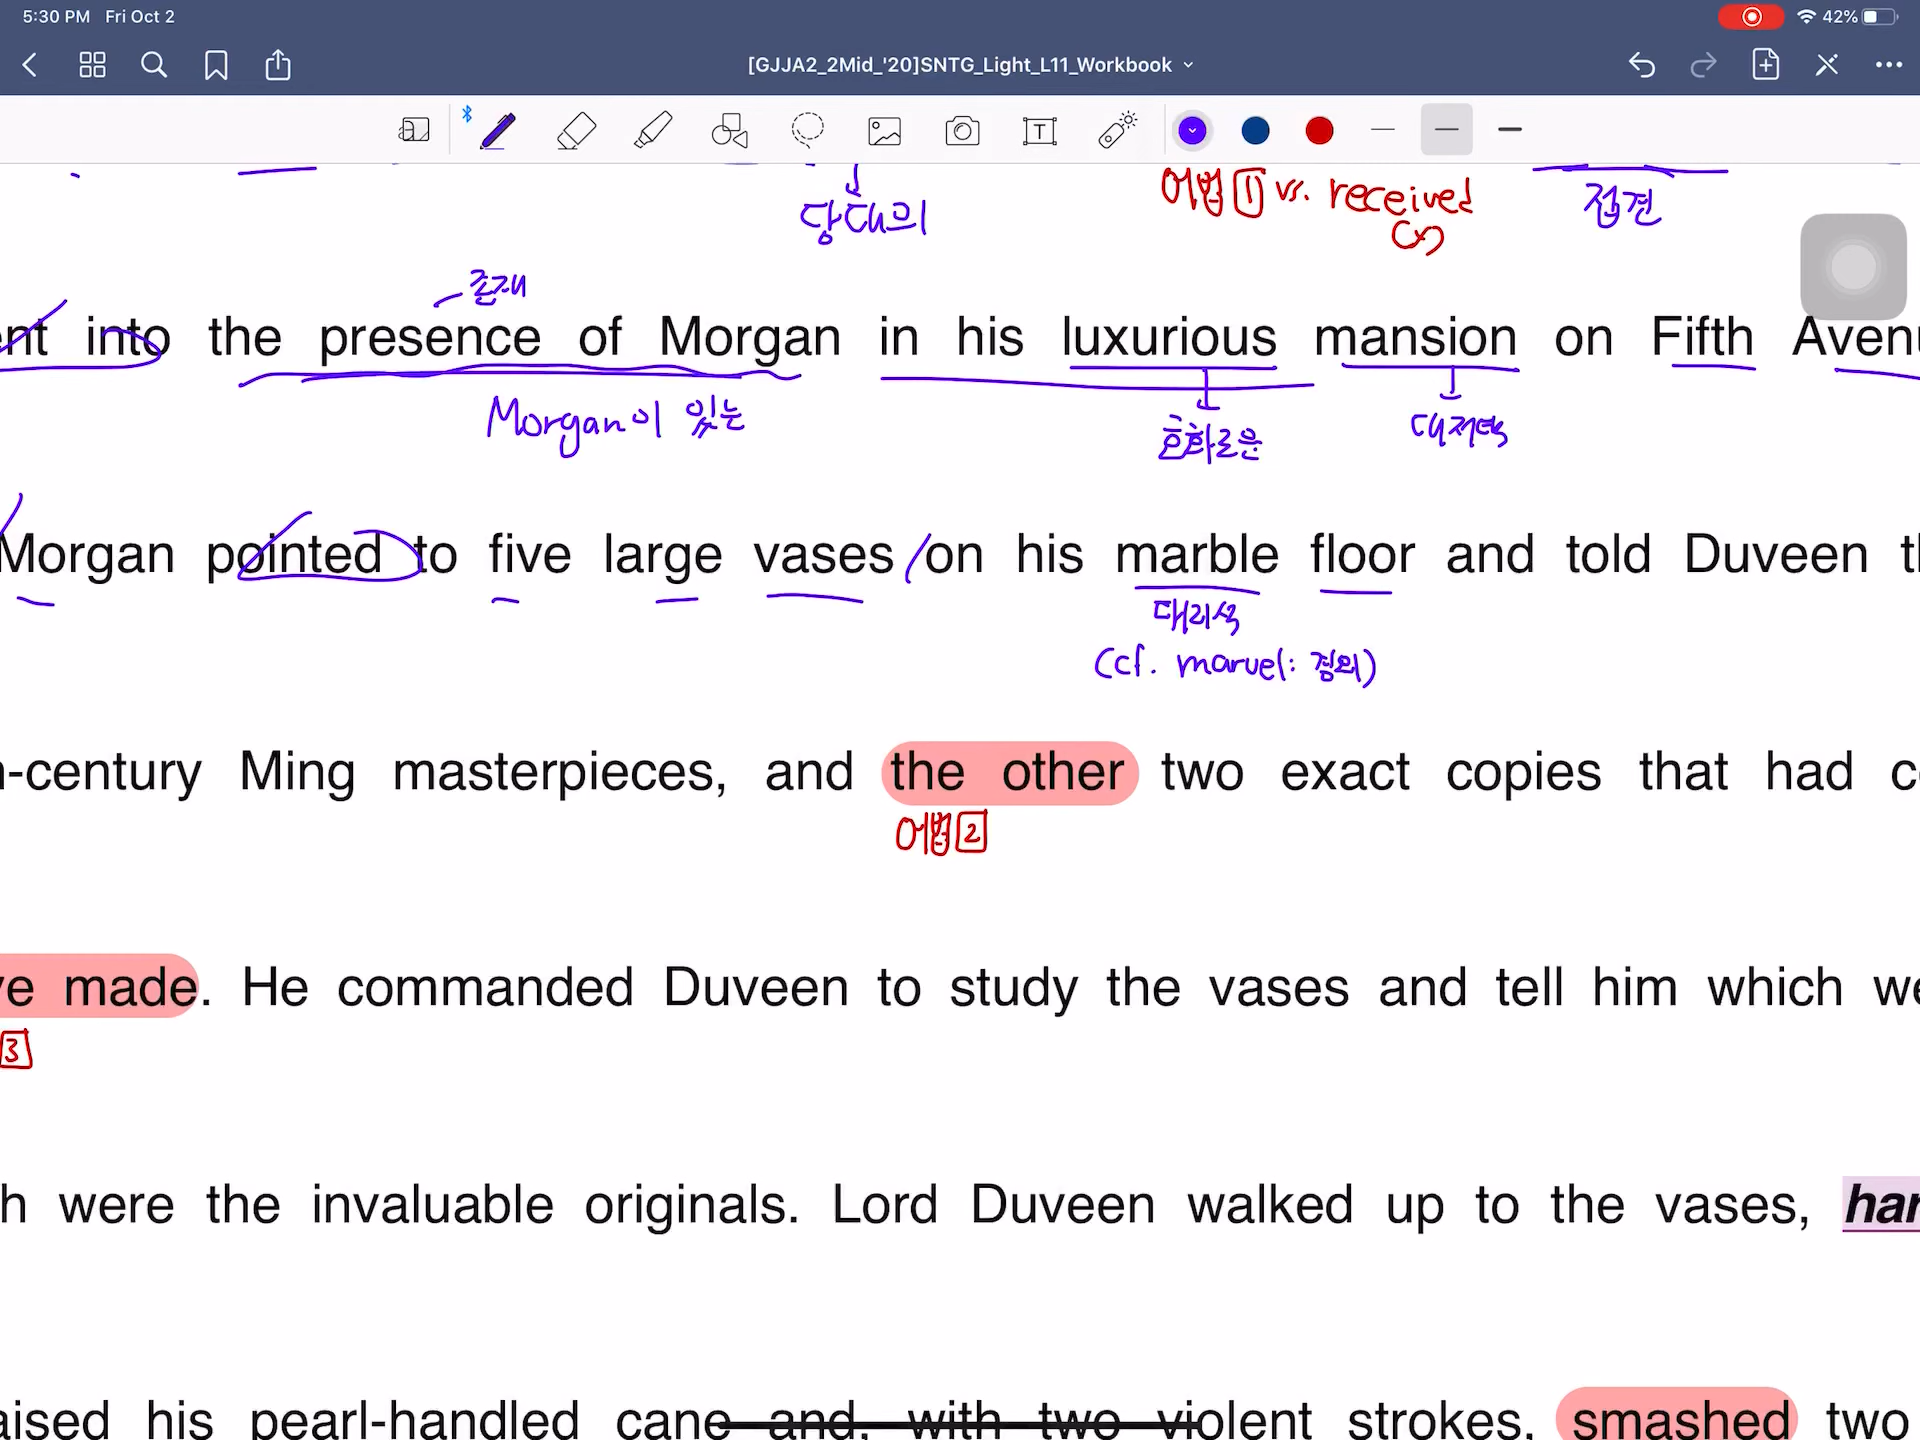 5:30 PM Fri Oct 2
42%
[GJJA2_2Mid_'20]SNTG_Light_L11_Workbook
당대의
어법 1 vs. received
(x)
접견
존재
ent into the presence of Morgan in his luxurious mansion on Fifth Avenu
Morgan이 있는
호화로운
대저택
Morgan pointed to five large vases on his marble floor and told Duveen th
대리석
(cf. marvel: 경외)
n-century Ming masterpieces, and the other two exact copies that had c
어법 2
ve made. He commanded Duveen to study the vases and tell him which we
3
h were the invaluable originals. Lord Duveen walked up to the vases, har
aised his pearl-handled cane and, with two violent strokes, smashed two